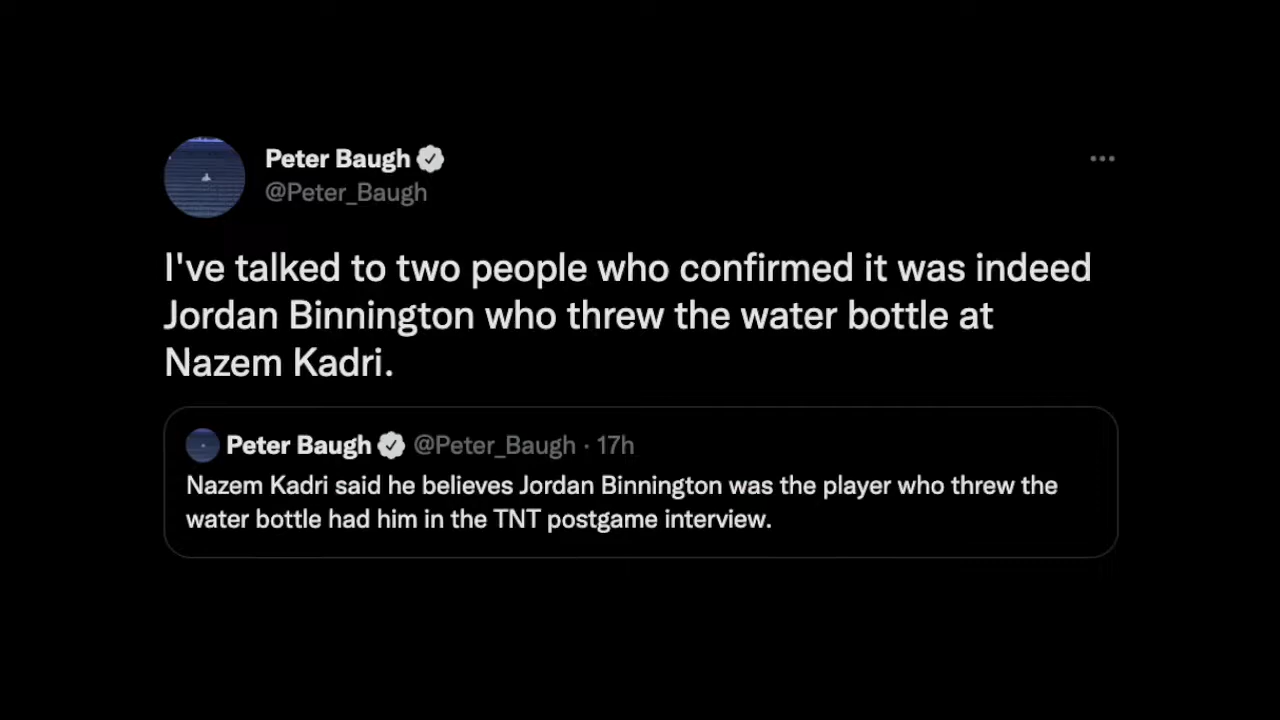 Peter Baugh
@Peter_Baugh
I've talked to two people who confirmed it was indeed
Jordan Binnington who threw the water bottle at
Nazem Kadri.
Peter Baugh @Peter_Baugh · 17h
Nazem Kadri said he believes Jordan Binnington was the player who threw the
water bottle had him in the TNT postgame interview.